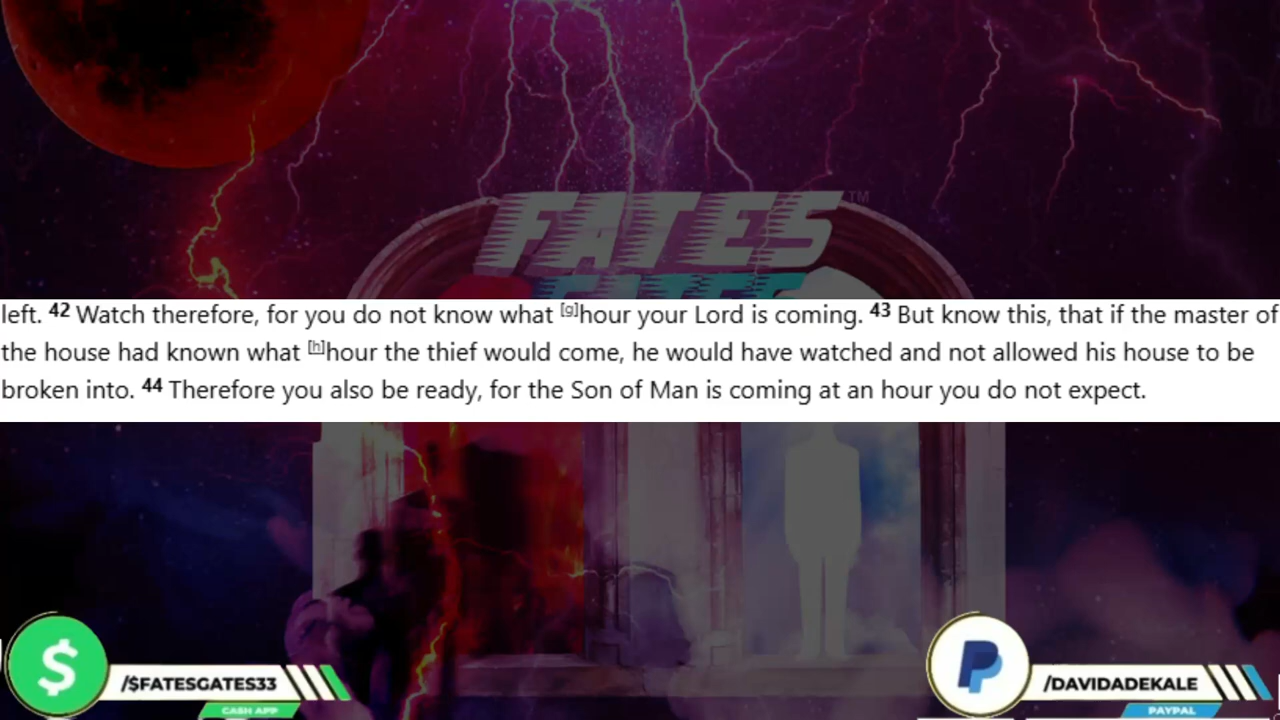 FATES™
GATES
left. 42 Watch therefore, for you do not know what [g]hour your Lord is coming. 43 But know this, that if the master of
the house had known what [h]hour the thief would come, he would have watched and not allowed his house to be
broken into. 44 Therefore you also be ready, for the Son of Man is coming at an hour you do not expect.
$
/$FATESGATES33
CASH APP
P
/DAVIDADEKALE
PAYPAL